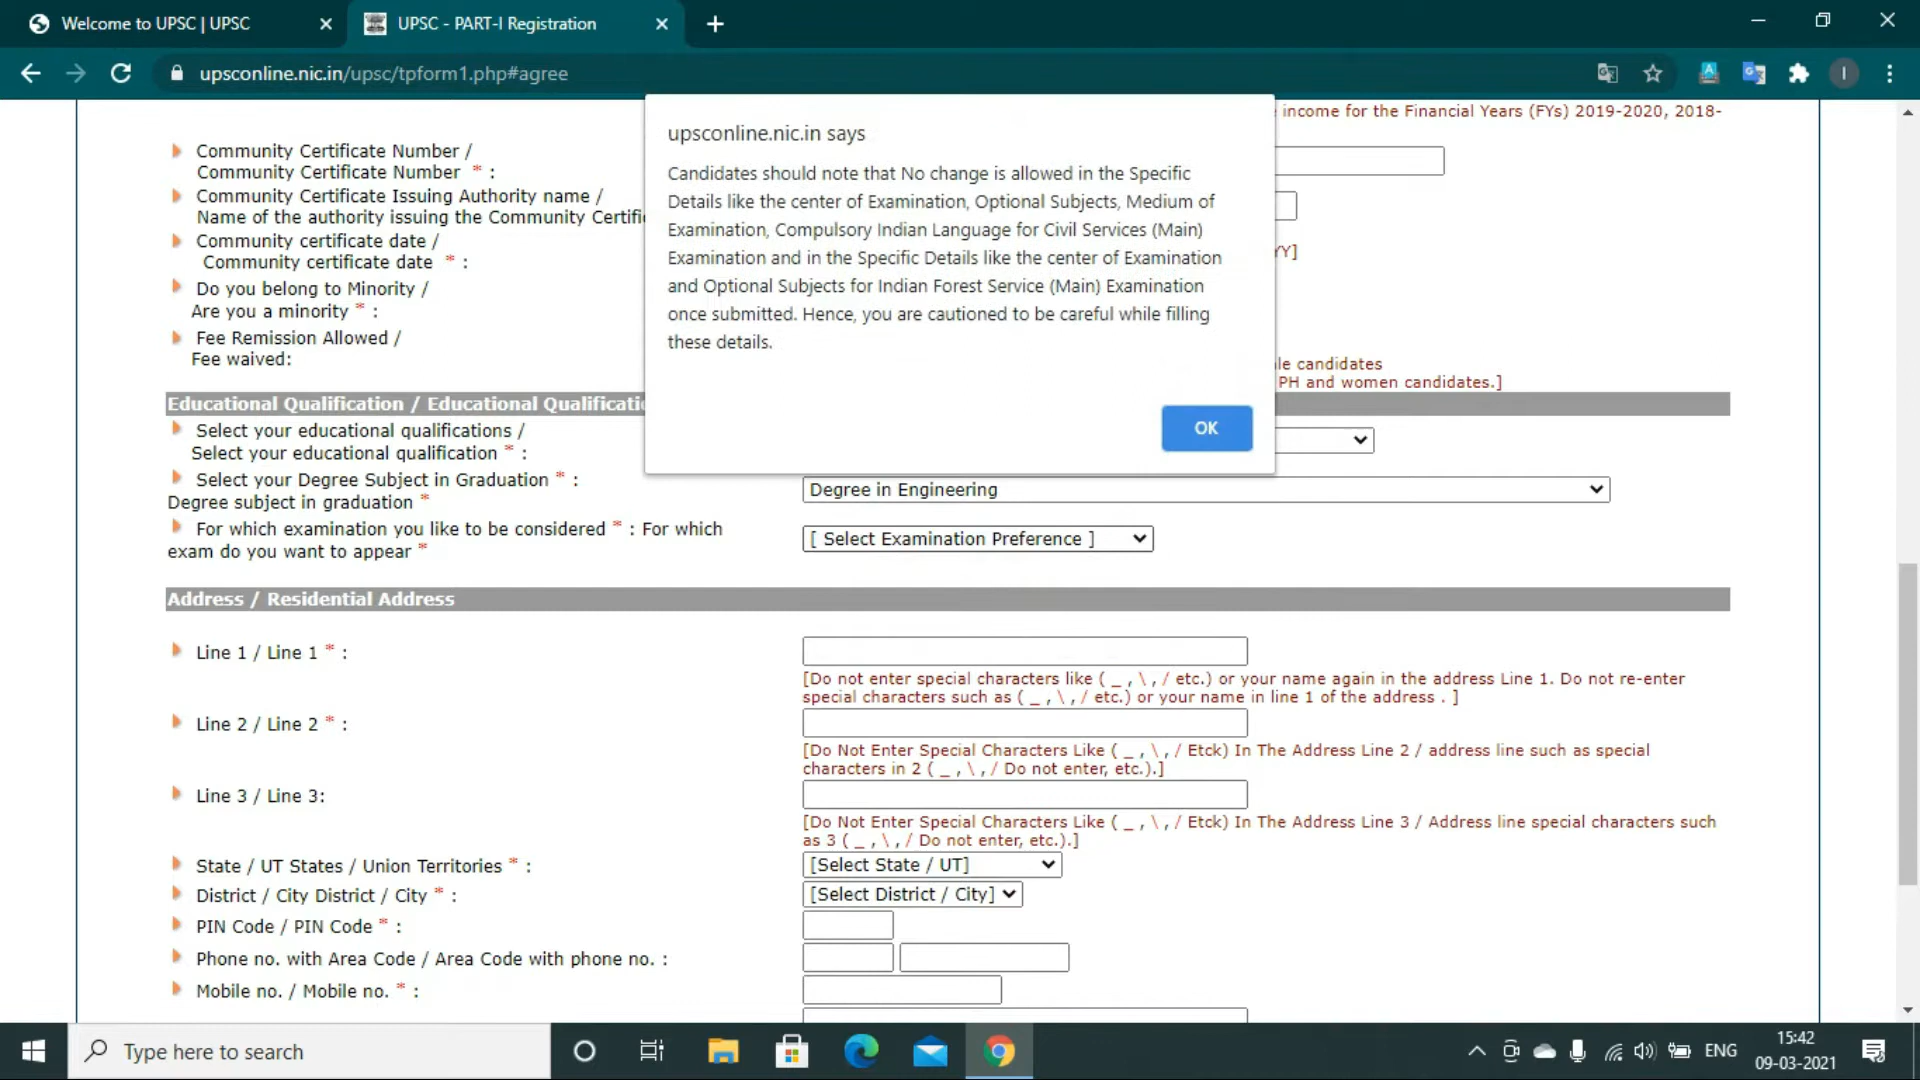 Welcome to UPSC | UPSC
UPSC - PART-I Registration
upsconline.nic.in/upsc/tpform1.php#agree
I
income for the Financial Years (FYs) 2019-2020, 2018-
upsconline.nic.in says
Candidates should note that No change is allowed in the Specific
Details like the center of Examination, Optional Subjects, Medium of
Examination, Compulsory Indian Language for Civil Services (Main)
Examination and in the Specific Details like the center of Examination
and Optional Subjects for Indian Forest Service (Main) Examination
once submitted. Hence, you are cautioned to be careful while filling
these details.
OK
Community Certificate Number /
Community Certificate Number * :
Community Certificate Issuing Authority name /
Name of the authority issuing the Community Certifi
Community certificate date /
Community certificate date * :
YY]
Do you belong to Minority /
Are you a minority * :
Fee Remission Allowed /
Fee waived:
le candidates
PH and women candidates.]
Educational Qualification / Educational Qualificati
Select your educational qualifications /
Select your educational qualification * :
Select your Degree Subject in Graduation * :
Degree subject in graduation *
Degree in Engineering
For which examination you like to be considered * : For which
exam do you want to appear *
[ Select Examination Preference ]
Address / Residential Address
Line 1 / Line 1 * :
[Do not enter special characters like ( _ , \ , / etc.) or your name again in the address Line 1. Do not re-enter
special characters such as ( _ , \ , / etc.) or your name in line 1 of the address . ]
Line 2 / Line 2 * :
[Do Not Enter Special Characters Like ( _ , \ , / Etck) In The Address Line 2 / address line such as special
characters in 2 ( _ , \ , / Do not enter, etc.).]
Line 3 / Line 3:
[Do Not Enter Special Characters Like ( _ , \ , / Etck) In The Address Line 3 / Address line special characters such
as 3 ( _ , \ , / Do not enter, etc.).]
State / UT States / Union Territories * :
[Select State / UT]
District / City District / City * :
[Select District / City]
PIN Code / PIN Code * :
Phone no. with Area Code / Area Code with phone no. :
Mobile no. / Mobile no. * :
Type here to search
ENG
15:42
09-03-2021